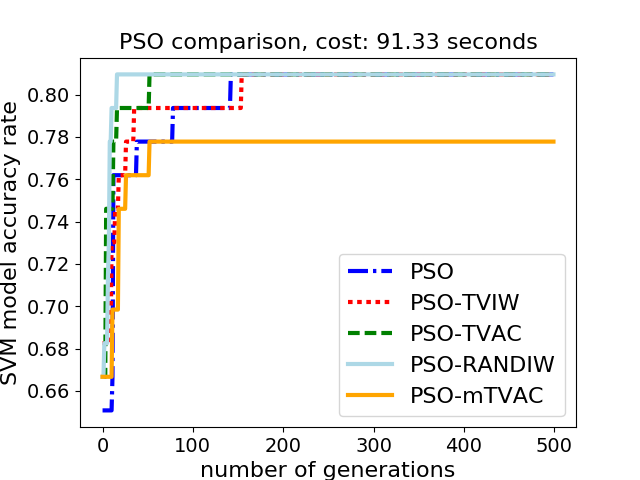 PSO comparison, cost: 91.33 seconds
SVM model accuracy rate
0.80
0.78
0.76
0.74
0.72
0.70
0.68
0.66
PSO
PSO-TVIW
PSO-TVAC
PSO-RANDIW
PSO-mTVAC
0 100 200 300 400 500
number of generations